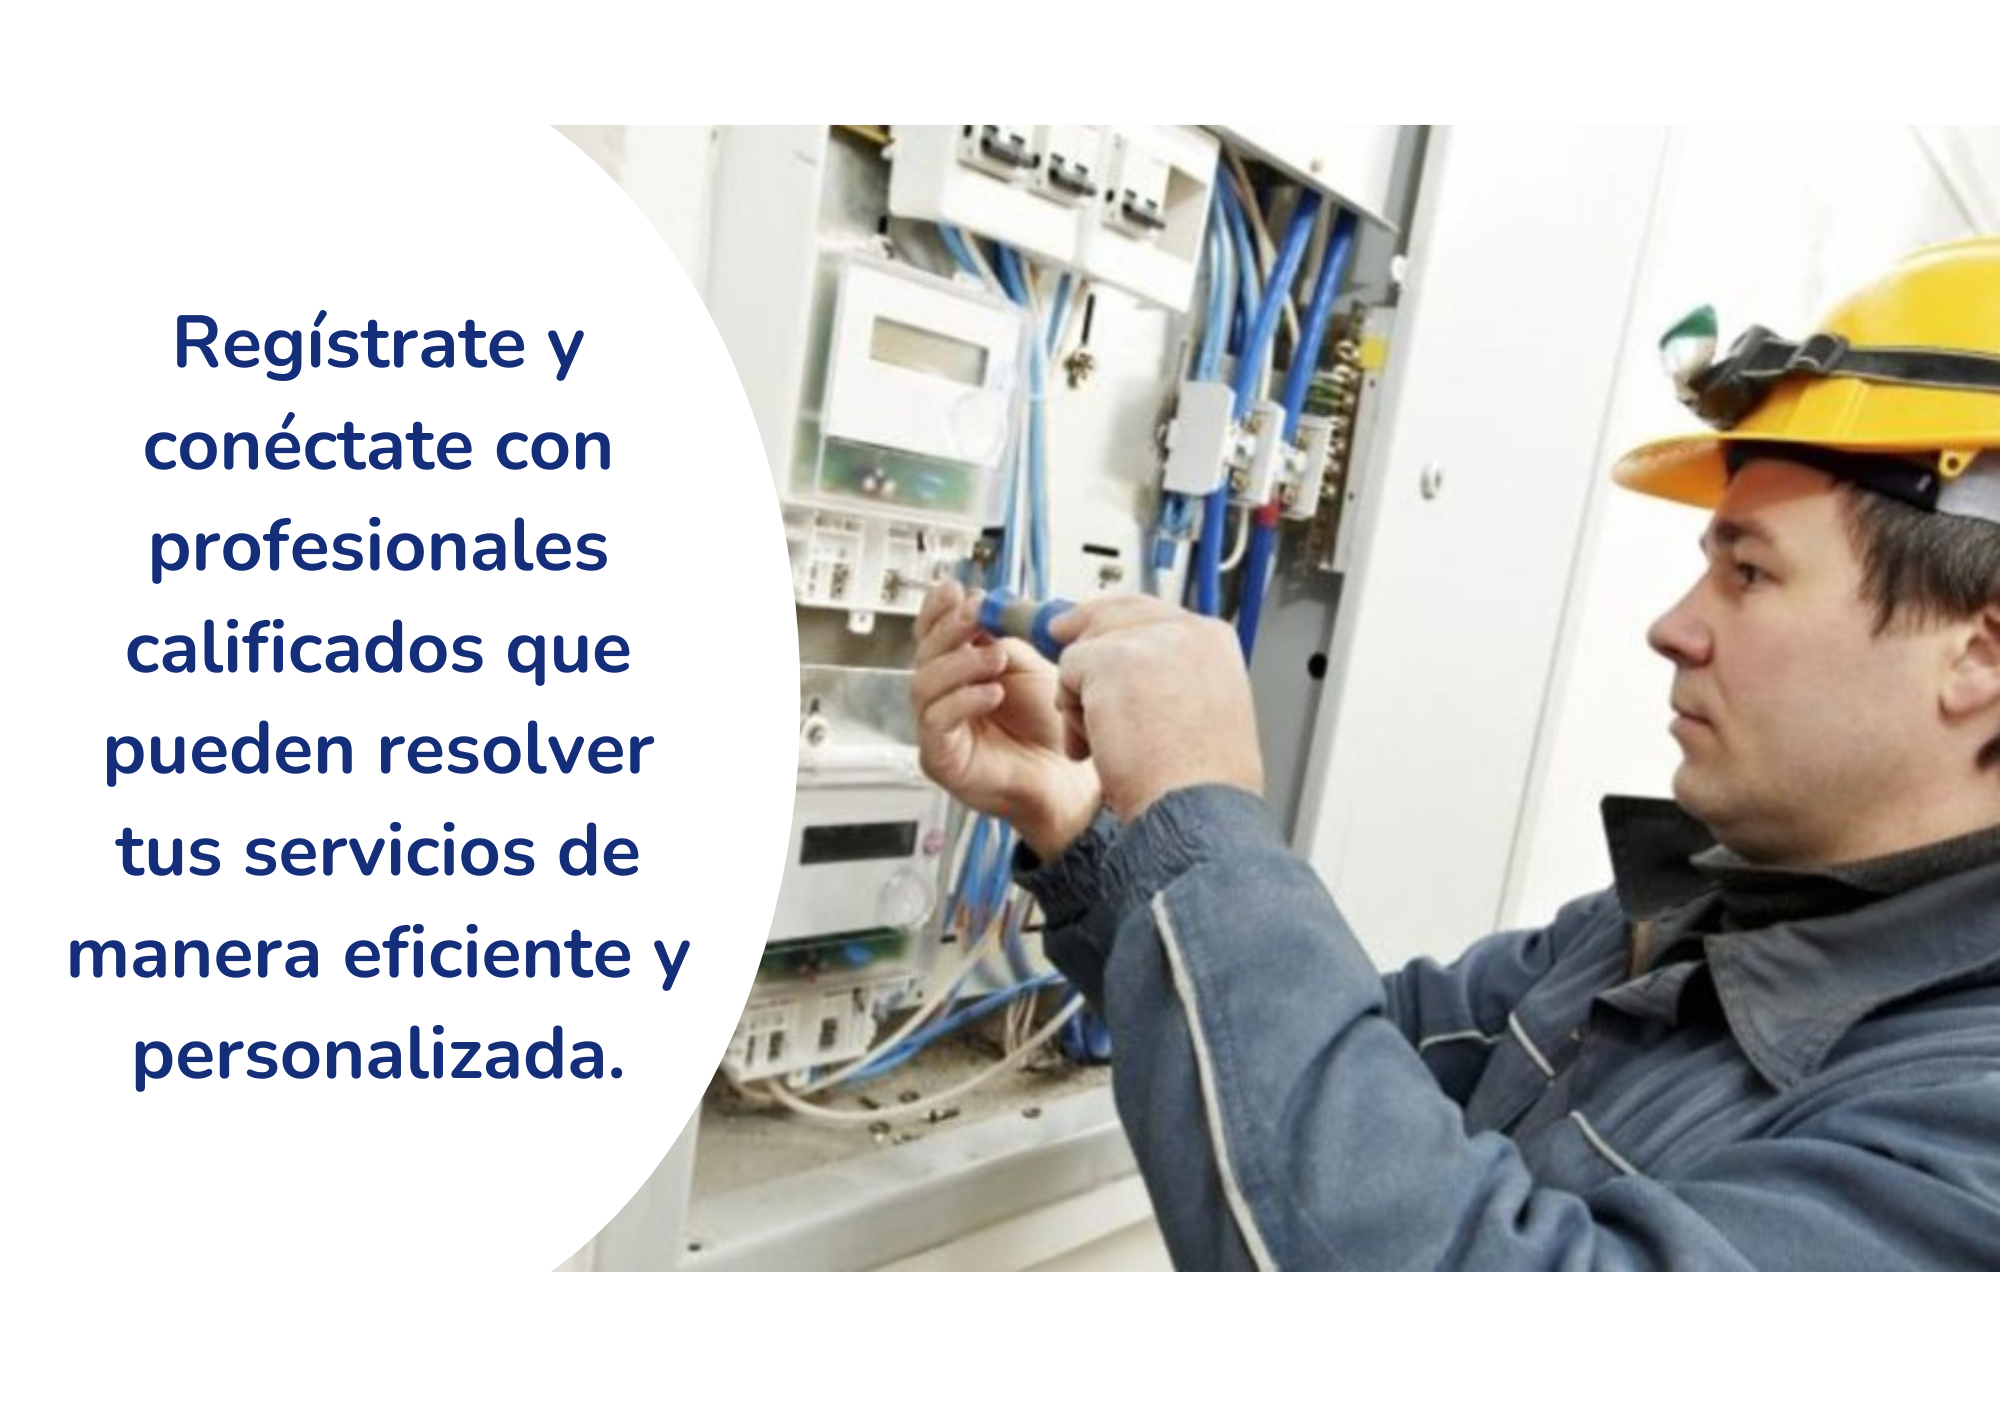 Regístrate y
conéctate con
profesionales
calificados que
pueden resolver
tus servicios de
manera eficiente y
personalizada.